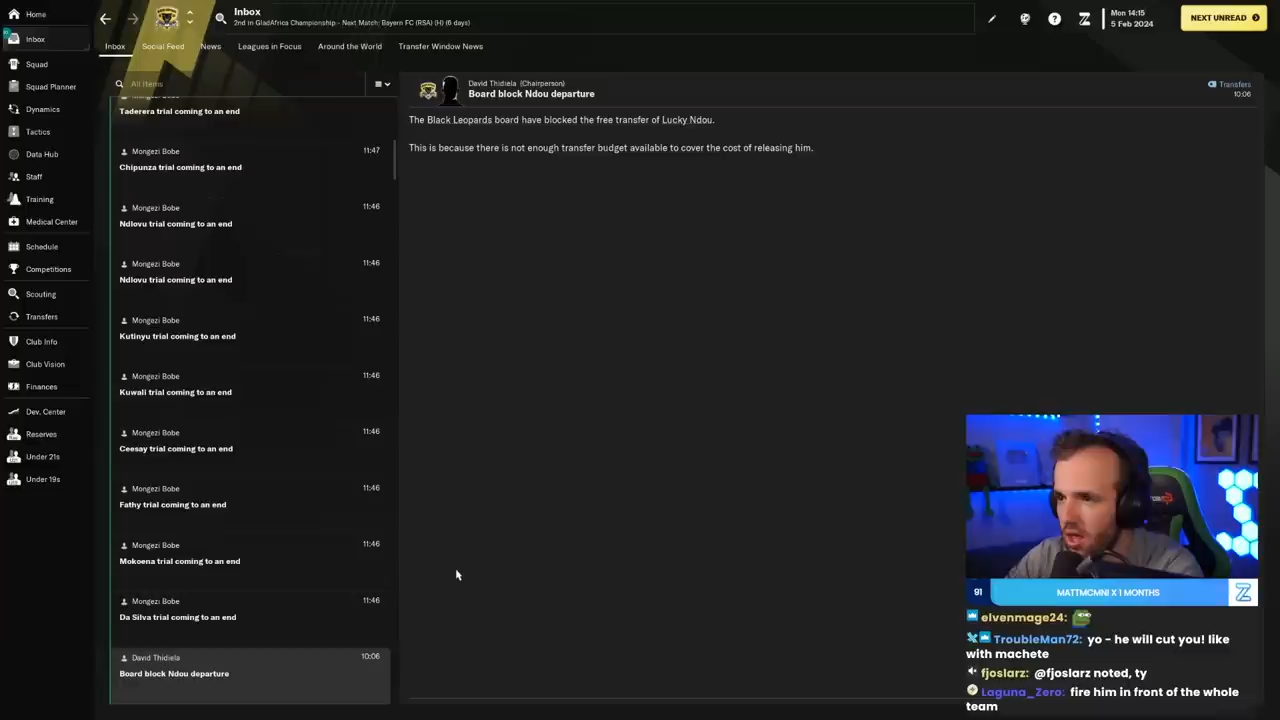 Home
Inbox
Squad
Squad Planner
Dynamics
Tactics
Data Hub
Staff
Training
Medical Center
Schedule
Competitions
Scouting
Transfers
Club Info
Club Vision
Finances
Dev. Center
Reserves
Under 21s
Under 19s
Inbox
2nd in GladAfrica Championship - Next Match: Bayern FC (RSA) (H) (6 days)
Mon 14:15
5 Feb 2024
NEXT UNREAD
Inbox
Social Feed
News
Leagues in Focus
Around the World
Transfer Window News
All Items
Mongezi Bobe
Taderera trial coming to an end
Mongezi Bobe 11:47
Chipunza trial coming to an end
Mongezi Bobe 11:46
Ndlovu trial coming to an end
Mongezi Bobe 11:46
Ndlovu trial coming to an end
Mongezi Bobe 11:46
Kutinyu trial coming to an end
Mongezi Bobe 11:46
Kuwali trial coming to an end
Mongezi Bobe 11:46
Ceesay trial coming to an end
Mongezi Bobe 11:46
Fathy trial coming to an end
Mongezi Bobe 11:46
Mokoena trial coming to an end
Mongezi Bobe 11:46
Da Silva trial coming to an end
David Thidiela 10:06
Board block Ndou departure
David Thidiela (Chairperson)
Board block Ndou departure
Transfers
10:06
The Black Leopards board have blocked the free transfer of Lucky Ndou.
This is because there is not enough transfer budget available to cover the cost of releasing him.
91 MATTMCMNI X 1 MONTHS
elvenmage24:
TroubleMan72: yo - he will cut you! like
with machete
fjoslarz: @fjoslarz noted, ty
Laguna_Zero: fire him in front of the whole
team